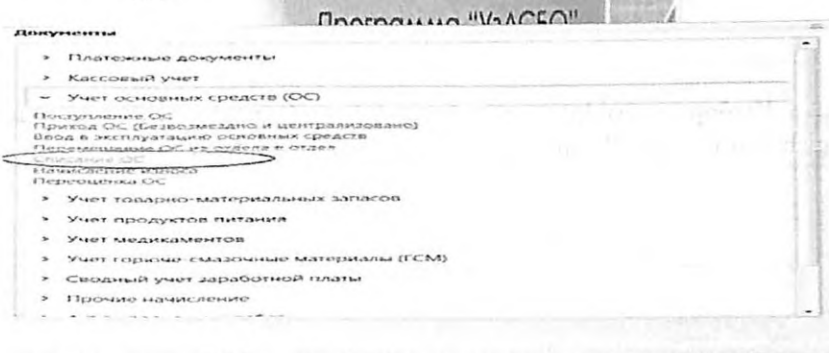 Программа "УзАСБО"
Документы
> Платежные документы
> Кассовый учет
Учет основных средств (ОС)
Поступление ОС
Приход ОС (Безвозмездно и централизовано)
Ввод в эксплуатацию основных средств
Перемещение ОС из отдела в отдел
Списание ОС
Начисление износа
Переоценка ОС
> Учет товарно-материальных запасов
> Учет продуктов питания
> Учет медикаментов
> Учет горюче-смазочные материалы (ГСМ)
> Сводный учет заработной платы
> Прочие начисление